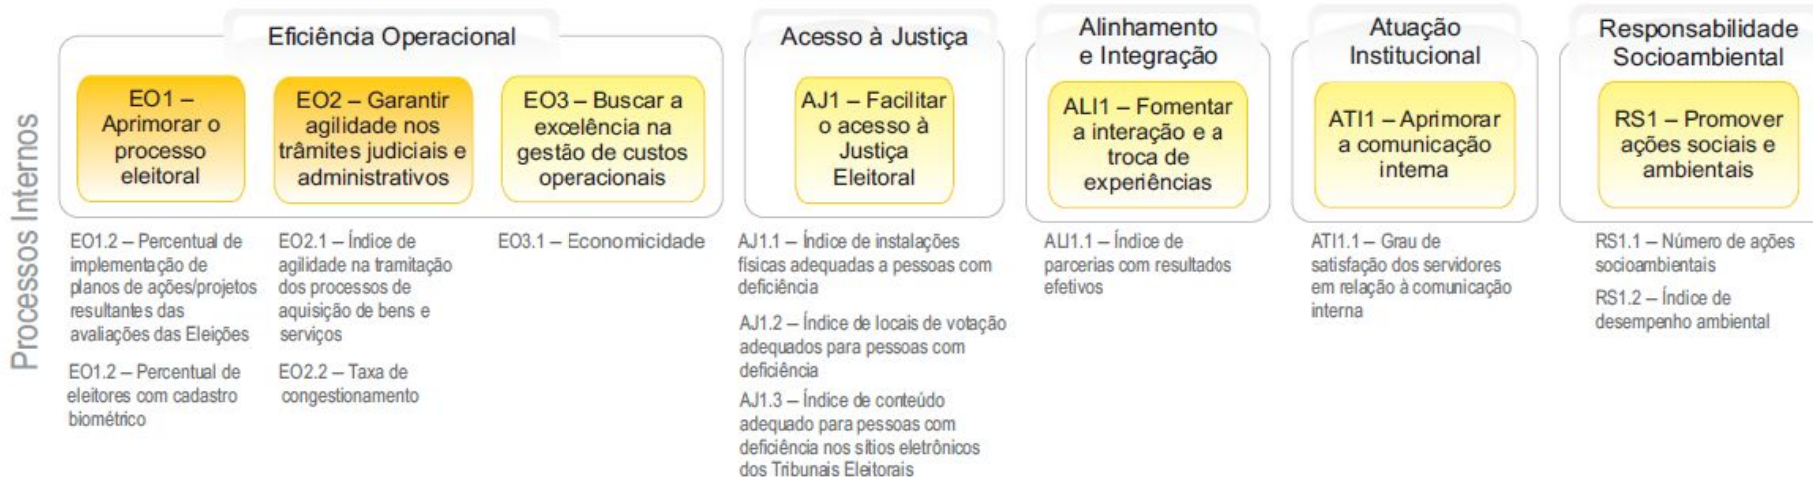 Processos Internos
Eficiência Operacional
EO1 –
Aprimorar o
processo
eleitoral
EO2 – Garantir
agilidade nos
trâmites judiciais e
administrativos
EO3 – Buscar a
excelência na
gestão de custos
operacionais
EO1.2 – Percentual de
implementação de
planos de ações/projetos
resultantes das
avaliações das Eleições
EO1.2 – Percentual de
eleitores com cadastro
biométrico
EO2.1 – Índice de
agilidade na tramitação
dos processos de
aquisição de bens e
serviços
EO2.2 – Taxa de
congestionamento
EO3.1 – Economicidade
Acesso à Justiça
AJ1 – Facilitar
o acesso à
Justiça
Eleitoral
AJ1.1 – Índice de instalações
físicas adequadas a pessoas com
deficiência
AJ1.2 – Índice de locais de votação
adequados para pessoas com
deficiência
AJ1.3 – Índice de conteúdo
adequado para pessoas com
deficiência nos sítios eletrônicos
dos Tribunais Eleitorais
Alinhamento
e Integração
ALI1 – Fomentar
a interação e a
troca de
experiências
ALI1.1 – Índice de
parcerias com resultados
efetivos
Atuação
Institucional
ATI1 – Aprimorar
a comunicação
interna
ATI1.1 – Grau de
satisfação dos servidores
em relação à comunicação
interna
Responsabilidade
Socioambiental
RS1 – Promover
ações sociais e
ambientais
RS1.1 – Número de ações
socioambientais
RS1.2 – Índice de
desempenho ambiental